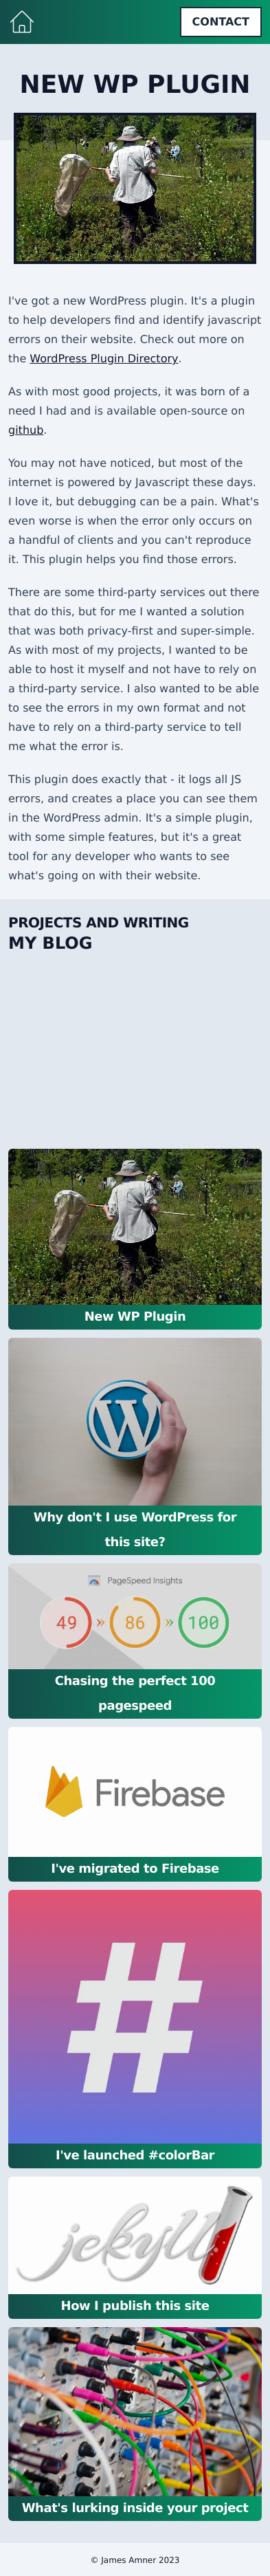 CONTACT
NEW WP PLUGIN
I've got a new WordPress plugin. It's a plugin
to help developers find and identify javascript
errors on their website. Check out more on
the WordPress Plugin Directory.
As with most good projects, it was born of a
need I had and is available open-source on
github.
You may not have noticed, but most of the
internet is powered by Javascript these days.
I love it, but debugging can be a pain. What's
even worse is when the error only occurs on
a handful of clients and you can't reproduce
it. This plugin helps you find those errors.
There are some third-party services out there
that do this, but for me I wanted a solution
that was both privacy-first and super-simple.
As with most of my projects, I wanted to be
able to host it myself and not have to rely on
a third-party service. I also wanted to be able
to see the errors in my own format and not
have to rely on a third-party service to tell
me what the error is.
This plugin does exactly that - it logs all JS
errors, and creates a place you can see them
in the WordPress admin. It's a simple plugin,
with some simple features, but it's a great
tool for any developer who wants to see
what's going on with their website.
PROJECTS AND WRITING
MY BLOG
New WP Plugin
W
Why don't I use WordPress for
this site?
PageSpeed Insights
49 » 86 » 100
Chasing the perfect 100
pagespeed
Firebase
I've migrated to Firebase
#
I've launched #colorBar
jekyll
How I publish this site
What's lurking inside your project
© James Amner 2023